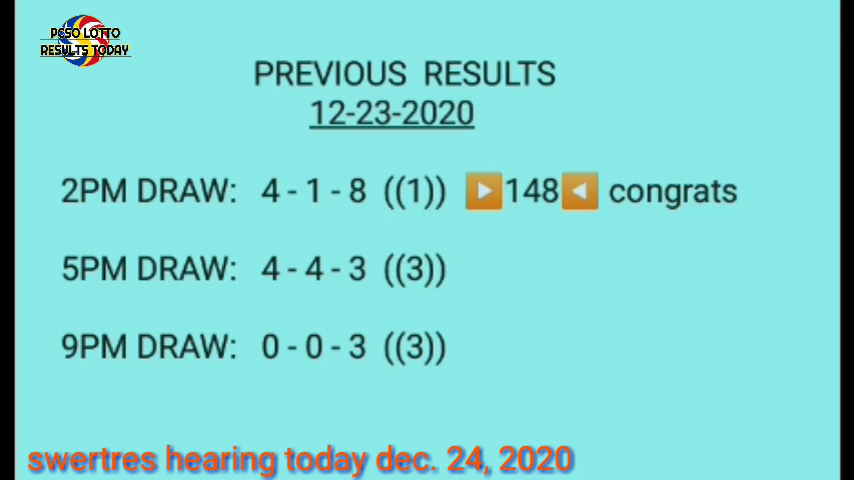 PCSO LOTTO
RESULTS TODAY
PREVIOUS RESULTS
12-23-2020
2PM DRAW: 4 - 1 - 8 ((1)) ▶148◀ congrats
5PM DRAW: 4 - 4 - 3 ((3))
9PM DRAW: 0 - 0 - 3 ((3))
swertres hearing today dec. 24, 2020